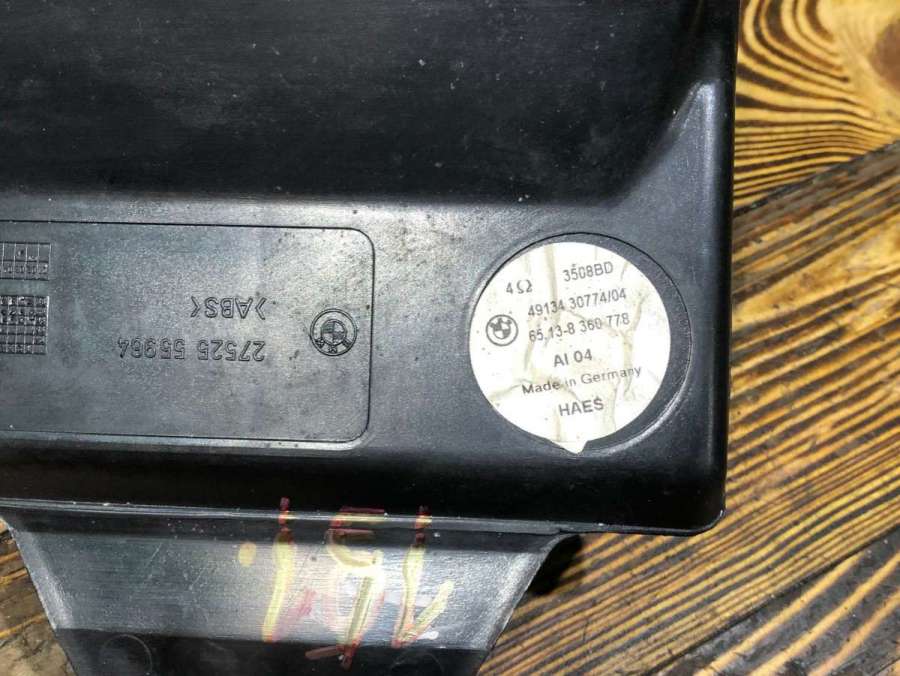 4Ω 3508BD
49134 30774/04
65.13-8 360 778
AI 04
Made in Germany
HAES
>ABS<
27525 55984